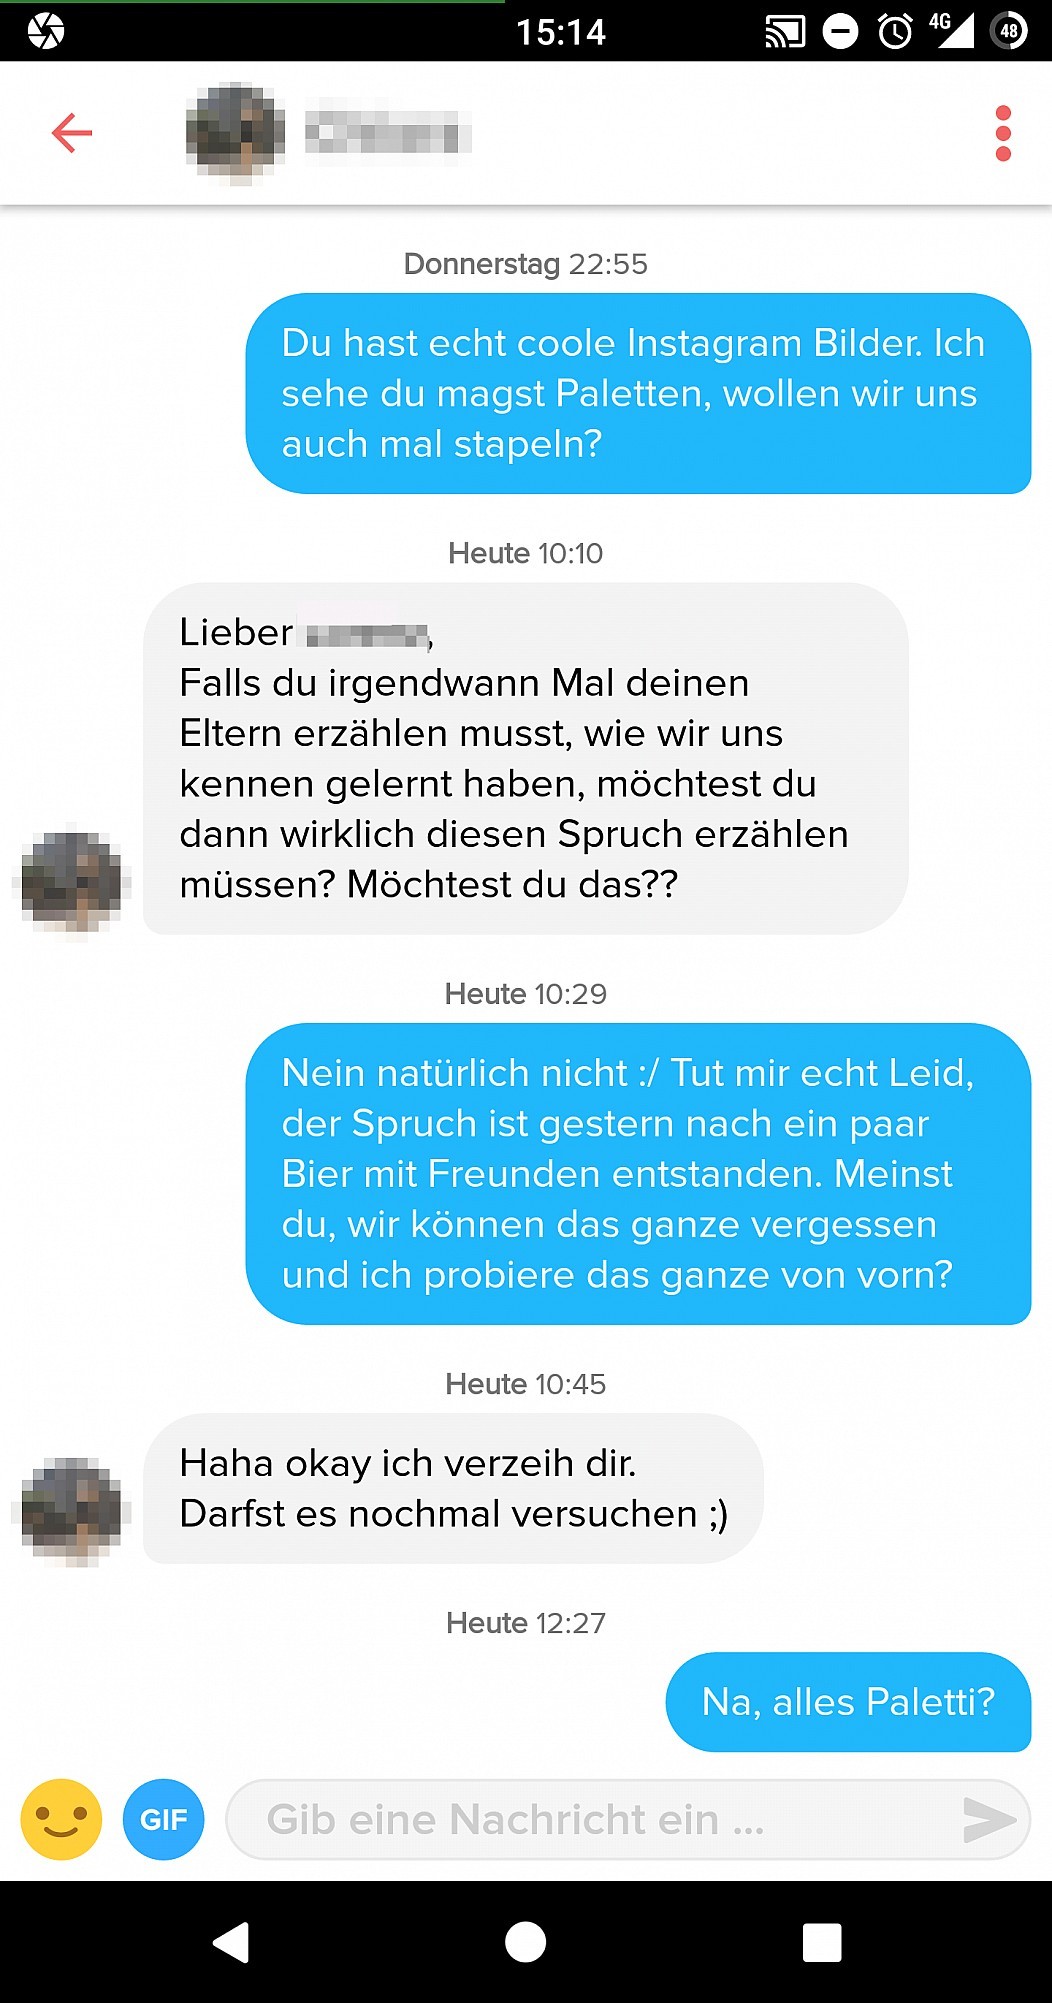 15:14
4G
48
Donnerstag 22:55
Du hast echt coole Instagram Bilder. Ich
sehe du magst Paletten, wollen wir uns
auch mal stapeln?
Heute 10:10
Lieber ,
Falls du irgendwann Mal deinen
Eltern erzählen musst, wie wir uns
kennen gelernt haben, möchtest du
dann wirklich diesen Spruch erzählen
müssen? Möchtest du das??
Heute 10:29
Nein natürlich nicht :/ Tut mir echt Leid,
der Spruch ist gestern nach ein paar
Bier mit Freunden entstanden. Meinst
du, wir können das ganze vergessen
und ich probiere das ganze von vorn?
Heute 10:45
Haha okay ich verzeih dir.
Darfst es nochmal versuchen ;)
Heute 12:27
Na, alles Paletti?
GIF
Gib eine Nachricht ein ...